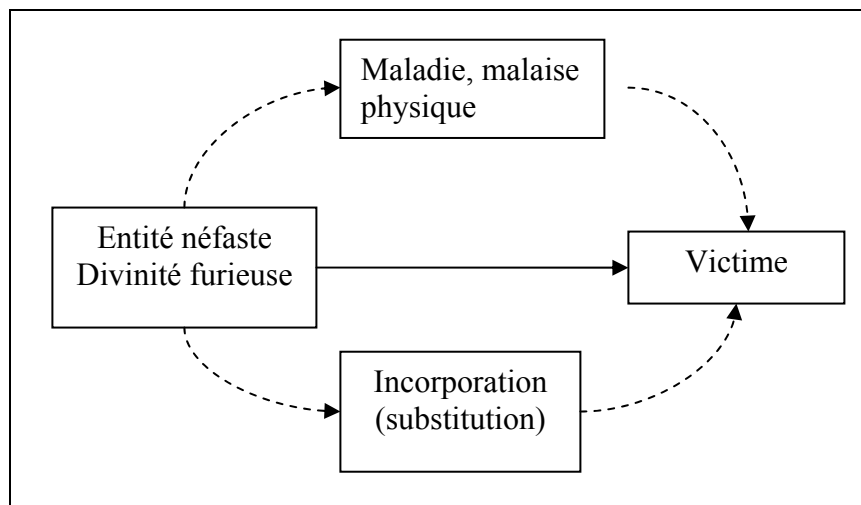 Maladie, malaise
physique
Entité néfaste
Divinité furieuse
Victime
Incorporation
(substitution)